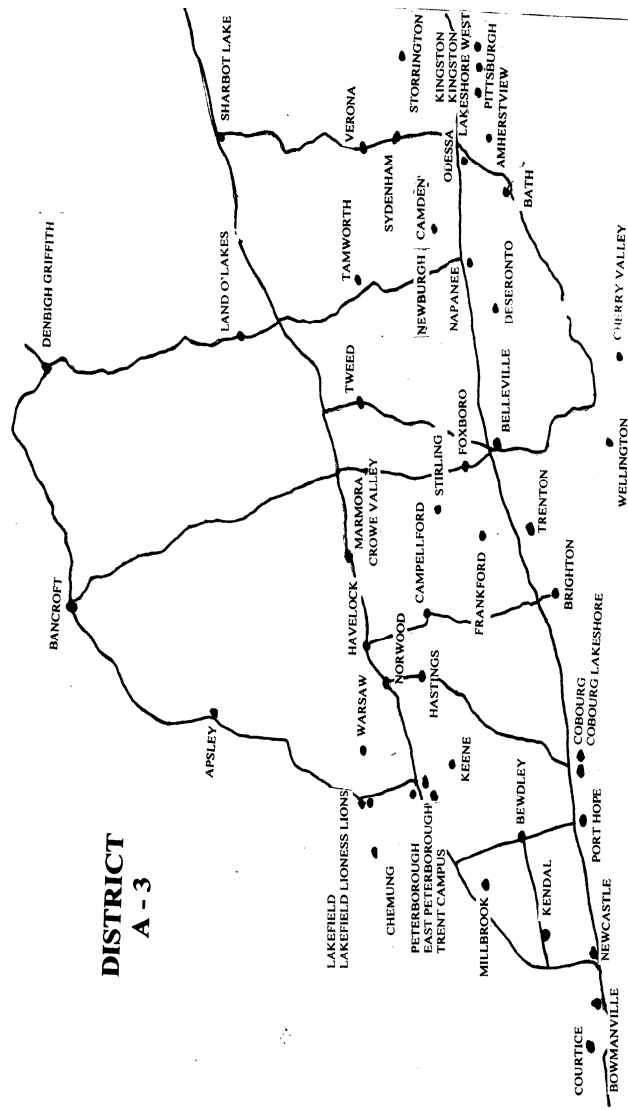 DISTRICT
A - 3
BANCROFT
DENBIGH GRIFFITH
APSLEY
LAND O'LAKES
SHARBOT LAKE
LAKEFIELD
LAKEFIELD LIONESS LIONS
WARSAW
HAVELOCK
MARMORA
CROWE VALLEY
TWEED
TAMWORTH
VERONA
CHEMUNG
NORWOOD
SYDENHAM
STORRINGTON
PETERBOROUGH
EAST PETERBOROUGH
TRENT CAMPUS
HASTINGS
CAMPELLFORD
STIRLING
NEWBURGH CAMDEN
KINGSTON
KINGSTON
LAKESHORE WEST
KEENE
FOXBORO
NAPANEE
ODESSA
MILLBROOK
FRANKFORD
PITTSBURGH
BEWDLEY
BELLEVILLE
DESERONTO
AMHERSTVIEW
KENDAL
TRENTON
BATH
BRIGHTON
COBOURG
COBOURG LAKESHORE
PORT HOPE
NEWCASTLE
COURTICE
BOWMANVILLE
WELLINGTON
CHERRY VALLEY